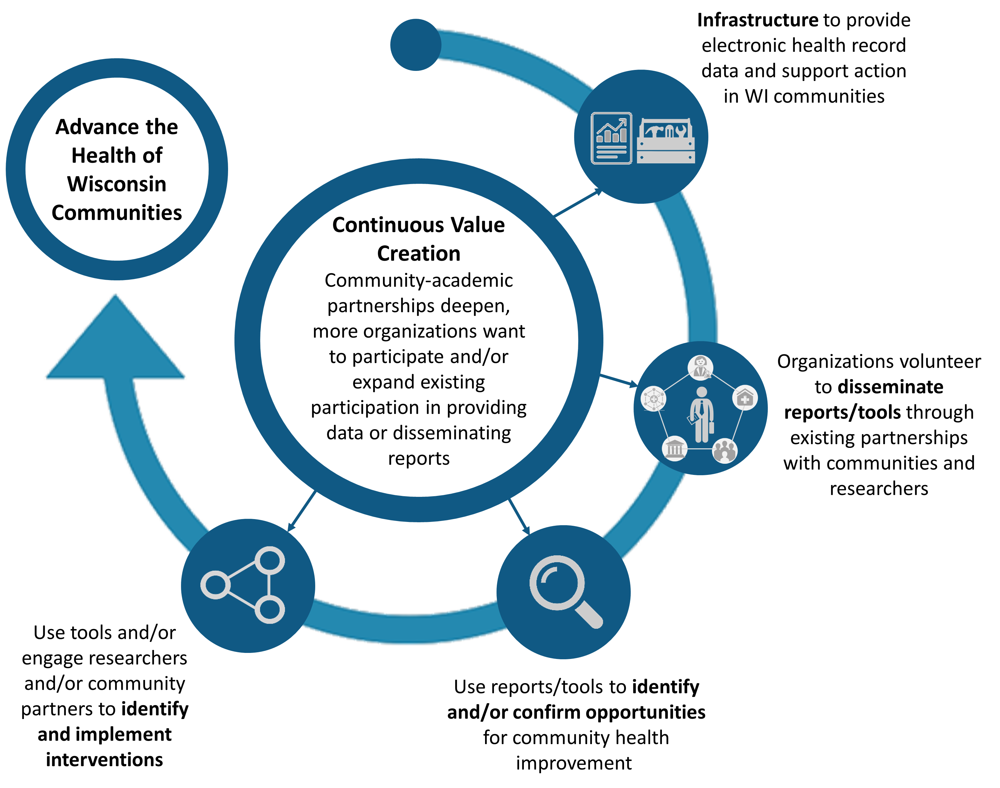 Infrastructure to provide
electronic health record
data and support action
in WI communities
Advance the
Health of
Wisconsin
Communities
Continuous Value
Creation
Community-academic
partnerships deepen,
more organizations want
to participate and/or
expand existing
participation in providing
data or disseminating
reports
Organizations volunteer
to disseminate
reports/tools through
existing partnerships
with communities and
researchers
Use reports/tools to identify
and/or confirm opportunities
for community health
improvement
Use tools and/or
engage researchers
and/or community
partners to identify
and implement
interventions